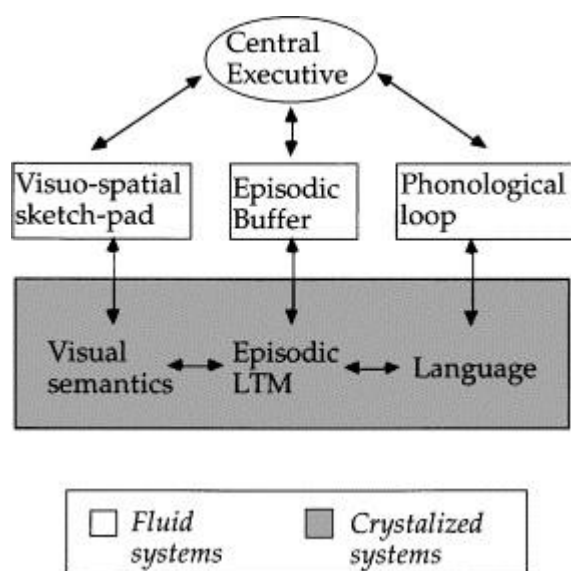 Central
Executive
Visuo-spatial
sketch-pad
Episodic
Buffer
Phonological
loop
Visual
semantics
Episodic
LTM
Language
Fluid
systems
Crystalized
systems